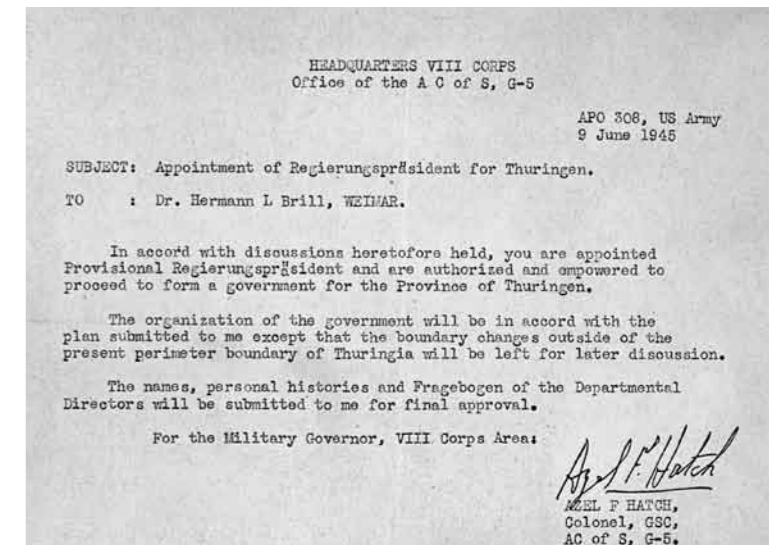 HEADQUARTERS VIII CORPS
Office of the A C of S, G-5
APO 308, US Army
9 June 1945
SUBJECT: Appointment of Regierungspräsident for Thuringen.
TO : Dr. Hermann L Brill, WEIMAR.
In accord with discussions heretofore held, you are appointed
Provisional Regierungspräsident and are authorized and empowered to
proceed to form a government for the Province of Thuringen.
The organization of the government will be in accord with the
plan submitted to me except that the boundary changes outside of the
present perimeter boundary of Thuringia will be left for later discussion.
The names, personal histories and Fragebogen of the Departmental
Directors will be submitted to me for final approval.
For the Military Governor, VIII Corps Area:
Azel F. Hatch
AZEL F HATCH,
Colonel, GSC,
AC of S, G-5.